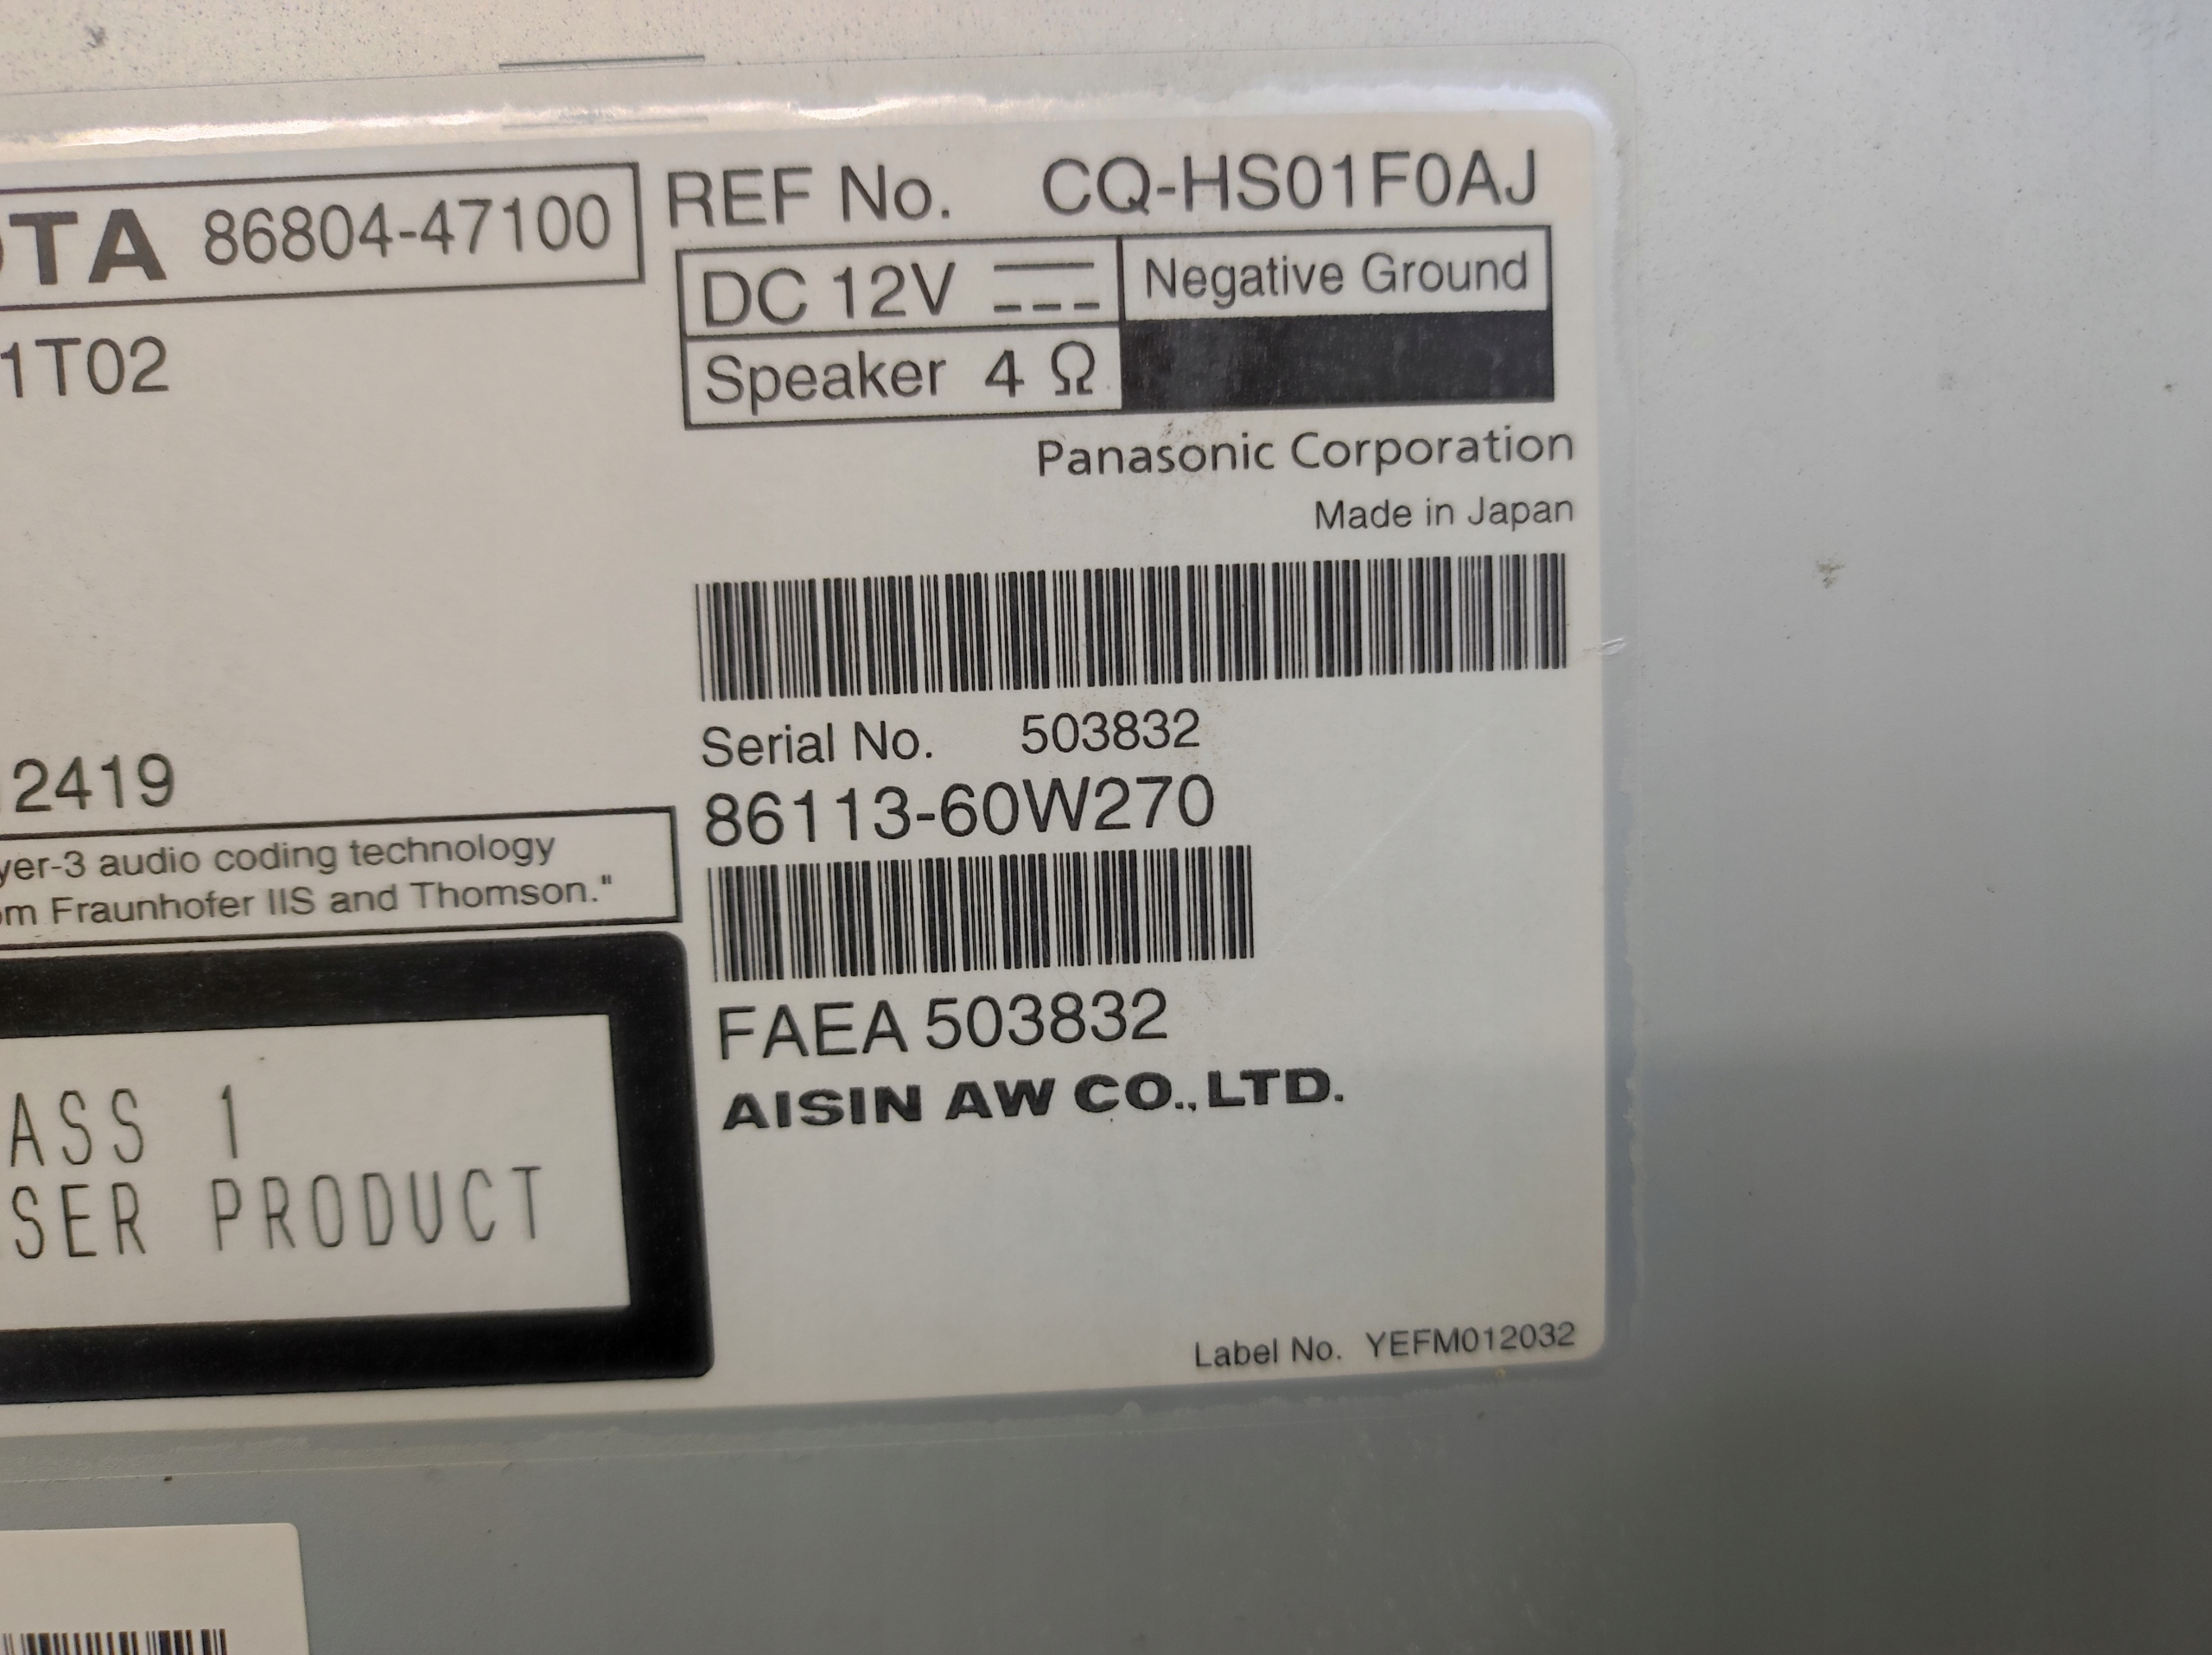 OTA 86804-47100
REF No. CQ-HS01F0AJ
DC 12V
Negative Ground
Speaker 4 Ω
1T02
Panasonic Corporation
Made in Japan
Serial No. 503832
2419
86113-60W270
yer-3 audio coding technology
om Fraunhofer IIS and Thomson."
FAEA 503832
AISIN AW CO.,LTD.
ASS 1
SER PRODUCT
Label No. YEFM012032